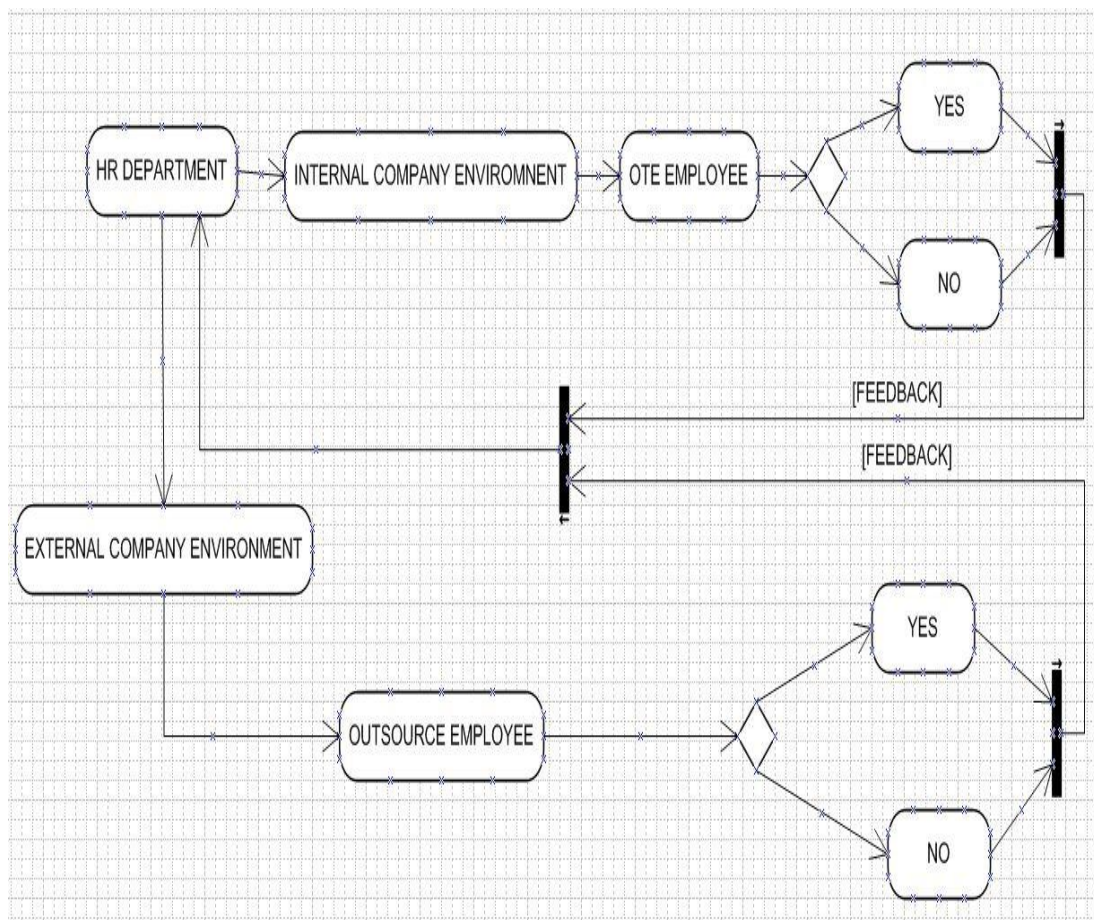 YES
HR DEPARTMENT
INTERNAL COMPANY ENVIROMNENT
OTE EMPLOYEE
NO
[FEEDBACK]
[FEEDBACK]
EXTERNAL COMPANY ENVIRONMENT
YES
OUTSOURCE EMPLOYEE
NO